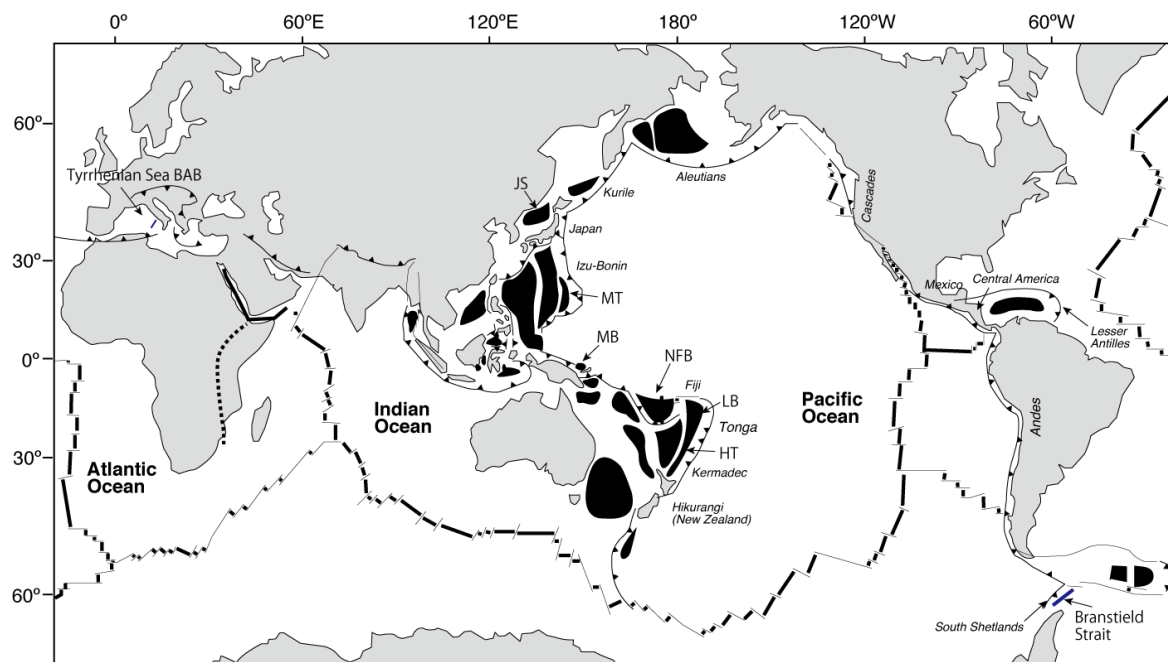 0° 60°E 120°E 180° 120°W 60°W
60°
Tyrrhenian Sea BAB
Aleutians
JS
Kurile
Cascades
Japan
30°
Izu-Bonin
MT
Mexico
Central America
Lesser
Antilles
MB
0°
NFB
Fiji
LB
Indian
Ocean
Pacific
Ocean
Tonga
Andes
30°
HT
Atlantic
Ocean
Kermadec
Hikurangi
(New Zealand)
60°
South Shetlands
Branstield
Strait